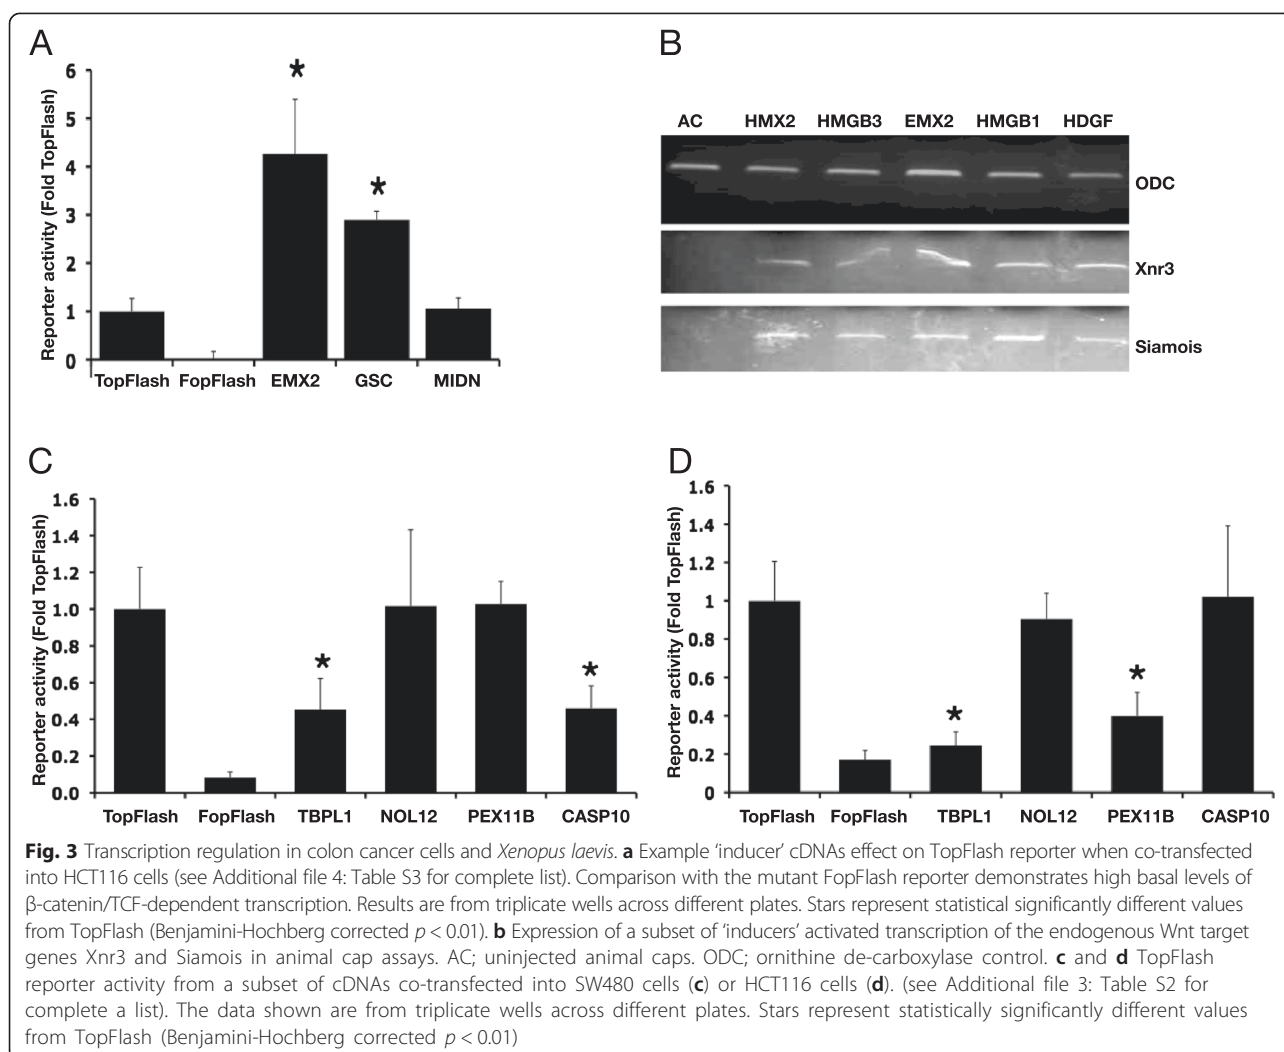 A
Reporter activity (Fold TopFlash)
6
5
4
3
2
1
0
*
*
TopFlash FopFlash EMX2 GSC MIDN
B
AC HMX2 HMGB3 EMX2 HMGB1 HDGF
ODC
Xnr3
Siamois
C
Reporter activity (Fold TopFlash)
1.6
1.4
1.2
1.0
0.8
0.6
0.4
0.2
0.0
*
*
TopFlash FopFlash TBPL1 NOL12 PEX11B CASP10
D
Reporter activity (Fold TopFlash)
1.6
1.4
1.2
1
0.8
0.6
0.4
0.2
0
*
*
TopFlash FopFlash TBPL1 NOL12 PEX11B CASP10
Fig. 3 Transcription regulation in colon cancer cells and Xenopus laevis. a Example ‘inducer’ cDNAs effect on TopFlash reporter when co-transfected
into HCT116 cells (see Additional file 4: Table S3 for complete list). Comparison with the mutant FopFlash reporter demonstrates high basal levels of
β-catenin/TCF-dependent transcription. Results are from triplicate wells across different plates. Stars represent statistical significantly different values
from TopFlash (Benjamini-Hochberg corrected p < 0.01). b Expression of a subset of ‘inducers’ activated transcription of the endogenous Wnt target
genes Xnr3 and Siamois in animal cap assays. AC; uninjected animal caps. ODC; ornithine de-carboxylase control. c and d TopFlash
reporter activity from a subset of cDNAs co-transfected into SW480 cells (c) or HCT116 cells (d). (see Additional file 3: Table S2 for
complete a list). The data shown are from triplicate wells across different plates. Stars represent statistically significantly different values
from TopFlash (Benjamini-Hochberg corrected p < 0.01)